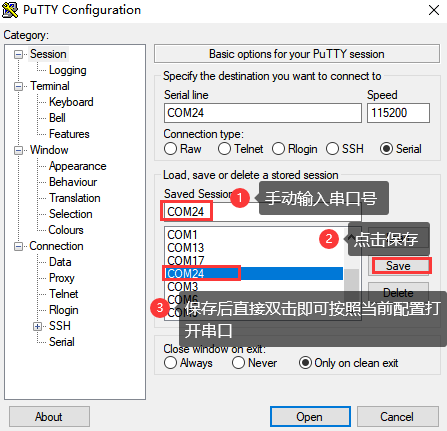 PuTTY Configuration
Category:
Session
Logging
Terminal
Keyboard
Bell
Features
Window
Appearance
Behaviour
Translation
Selection
Colours
Connection
Data
Proxy
Telnet
Rlogin
SSH
Serial
Basic options for your PuTTY session
Specify the destination you want to connect to
Serial line
Speed
COM24
115200
Connection type:
Raw
Telnet
Rlogin
SSH
Serial
Load, save or delete a stored session
Saved Session
1 手动输入串口号
COM24
2 点击保存
COM1
COM13
COM17
COM24
COM3
Save
Delete
3 保存后直接双击即可按照当前配置打
开串口
Close window on exit:
Always
Never
Only on clean exit
About
Open
Cancel